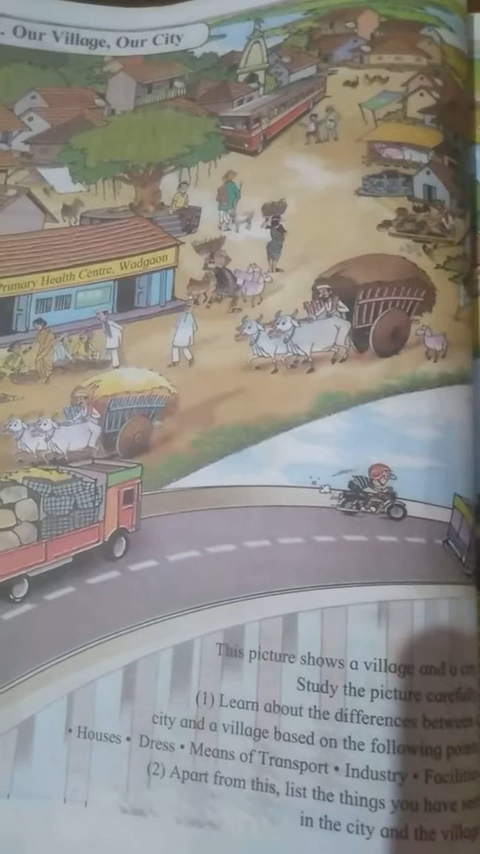 . Our Village, Our City
Primary Health Centre, Wadgaon
This picture shows a village and a
Study the picture
(1) Learn about the differences between
city and a village based on the following
• Houses • Dress • Means of Transport • Industry •
(2) Apart from this, list the things you have
in the city and the